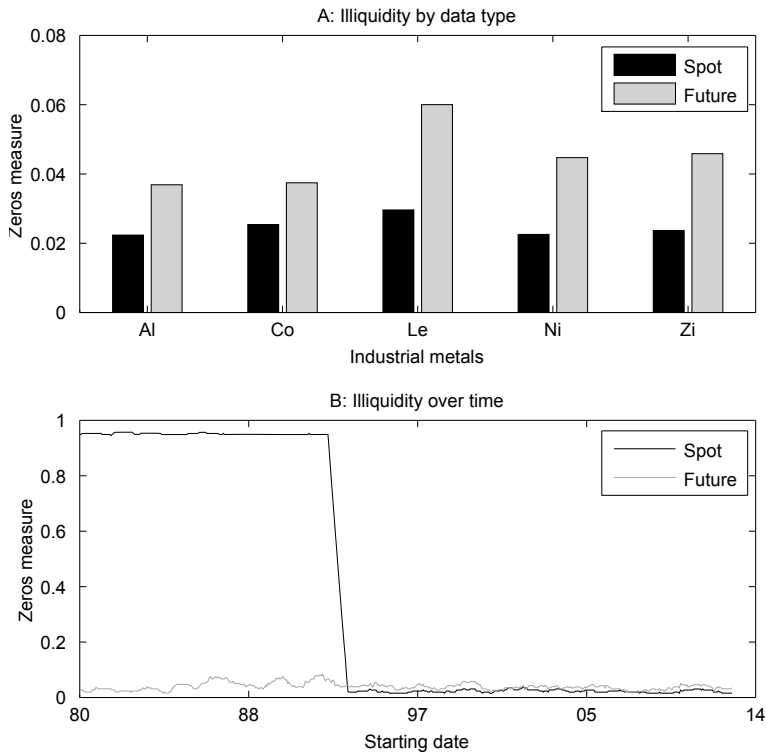 A: Illiquidity by data type
0.08
0.06
0.04
0.02
0
Zeros measure
Spot
Future
Al Co Le Ni Zi
Industrial metals
B: Illiquidity over time
1
0.8
0.6
0.4
0.2
0
Zeros measure
Spot
Future
80 88 97 05 14
Starting date